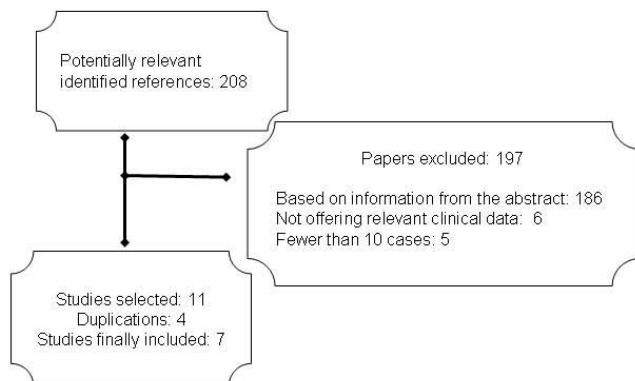 Potentially relevant
identified references: 208
Papers excluded: 197
Based on information from the abstract: 186
Not offering relevant clinical data: 6
Fewer than 10 cases: 5
Studies selected: 11
Duplications: 4
Studies finally included: 7